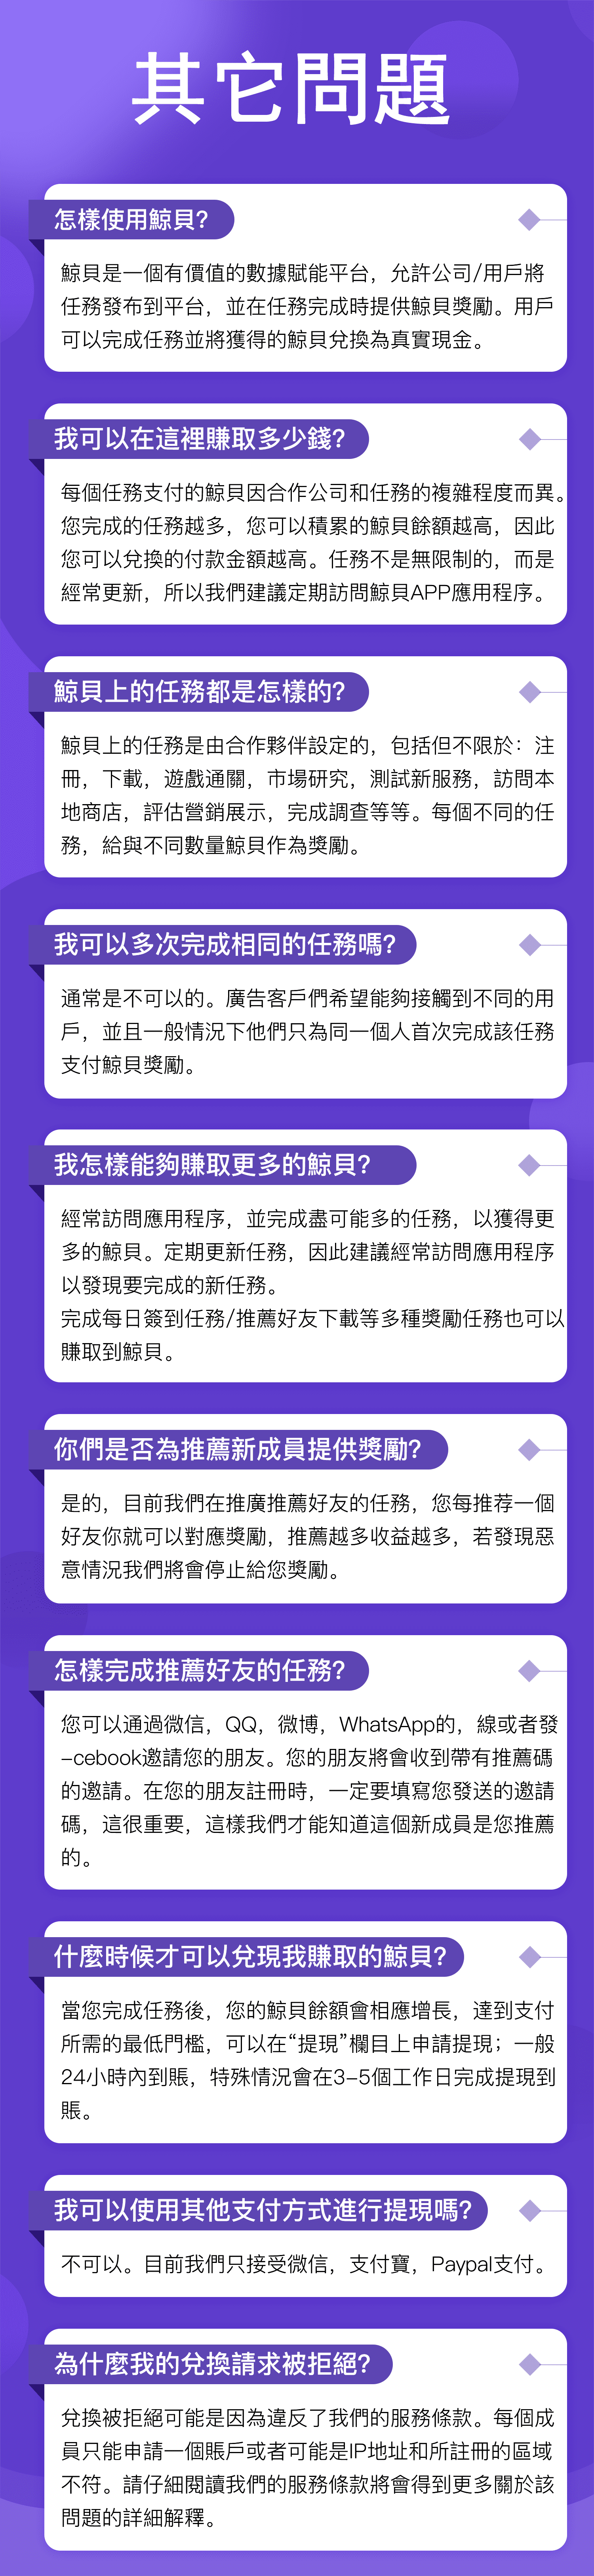 其它問題
怎樣使用鯨貝?
鯨貝是一個有價值的數據賦能平台，允許公司/用戶將
任務發布到平台，並在任務完成時提供鯨貝獎勵。用戶
可以完成任務並將獲得的鯨貝兌換為真實現金。
我可以在這裡賺取多少錢?
每個任務支付的鯨貝因合作公司和任務的複雜程度而異。
您完成的任務越多，您可以積累的鯨貝餘額越高，因此
您可以兌換的付款金額越高。任務不是無限制的，而是
經常更新，所以我們建議定期訪問鯨貝APP應用程序。
鯨貝上的任務都是怎樣的?
鯨貝上的任務是由合作夥伴設定的，包括但不限於：注
冊，下載，遊戲通關，市場研究，測試新服務，訪問本
地商店，評估營銷展示，完成調查等等。每個不同的任
務，給與不同數量鯨貝作為獎勵。
我可以多次完成相同的任務嗎?
通常是不可以的。廣告客戶們希望能夠接觸到不同的用
戶，並且一般情況下他們只為同一個人首次完成該任務
支付鯨貝獎勵。
我怎樣能夠賺取更多的鯨貝?
經常訪問應用程序，並完成盡可能多的任務，以獲得更
多的鯨貝。定期更新任務，因此建議經常訪問應用程序
以發現要完成的新任務。
完成每日簽到任務/推薦好友下載等多種獎勵任務也可以
賺取到鯨貝。
你們是否為推薦新成員提供獎勵?
是的，目前我們在推廣推薦好友的任務，您每推荐一個
好友你就可以對應獎勵，推薦越多收益越多，若發現惡
意情況我們將會停止給您獎勵。
怎樣完成推薦好友的任務?
您可以通過微信，QQ，微博，WhatsApp的，線或者發
-cebook邀請您的朋友。您的朋友將會收到帶有推薦碼
的邀請。在您的朋友註冊時，一定要填寫您發送的邀請
碼，這很重要，這樣我們才能知道這個新成員是您推薦
的。
什麼時候才可以兌現我賺取的鯨貝?
當您完成任務後，您的鯨貝餘額會相應增長，達到支付
所需的最低門檻，可以在“提現”欄目上申請提現；一般
24小時內到賬，特殊情況會在3-5個工作日完成提現到
賬。
我可以使用其他支付方式進行提現嗎?
不可以。目前我們只接受微信，支付寶，Paypal支付。
為什麼我的兌換請求被拒絕?
兌換被拒絕可能是因為違反了我們的服務條款。每個成
員只能申請一個賬戶或者可能是IP地址和所註冊的區域
不符。請仔細閱讀我們的服務條款將會得到更多關於該
問題的詳細解釋。